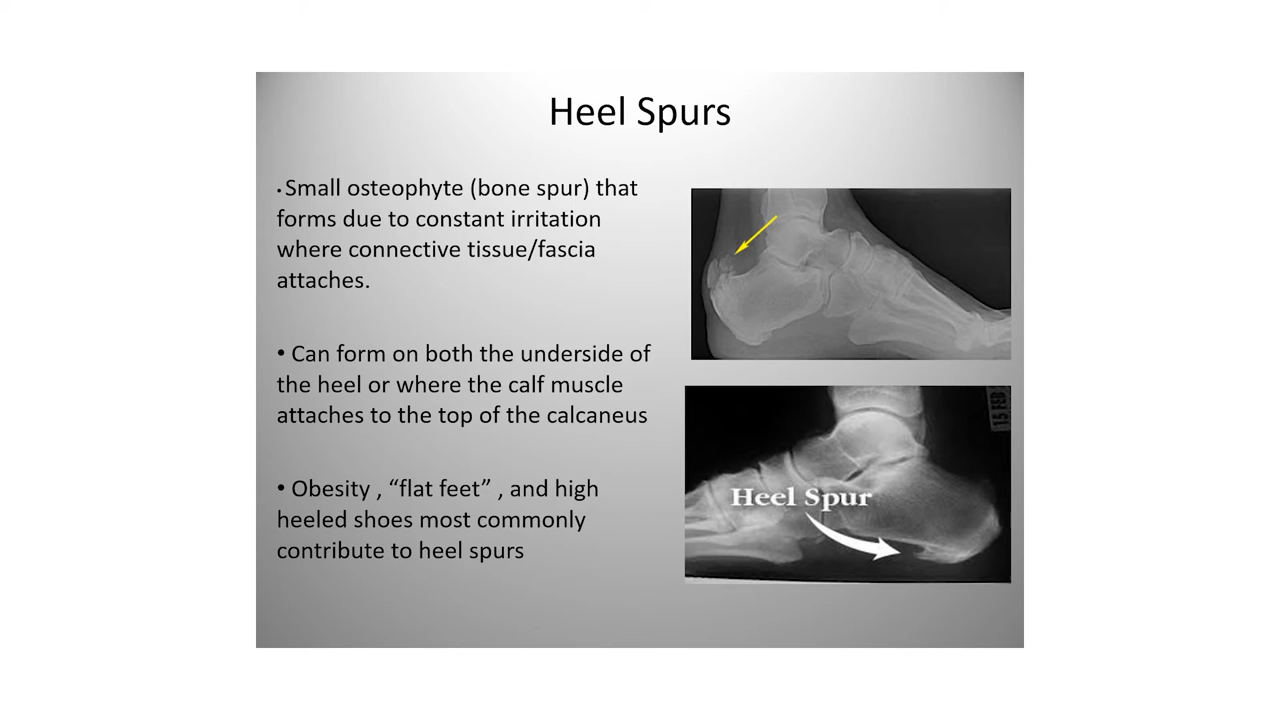 Heel Spurs
• Small osteophyte (bone spur) that
forms due to constant irritation
where connective tissue/fascia
attaches.
• Can form on both the underside of
the heel or where the calf muscle
attaches to the top of the calcaneus
• Obesity , “flat feet” , and high
heeled shoes most commonly
contribute to heel spurs
Heel Spur
15 FEB